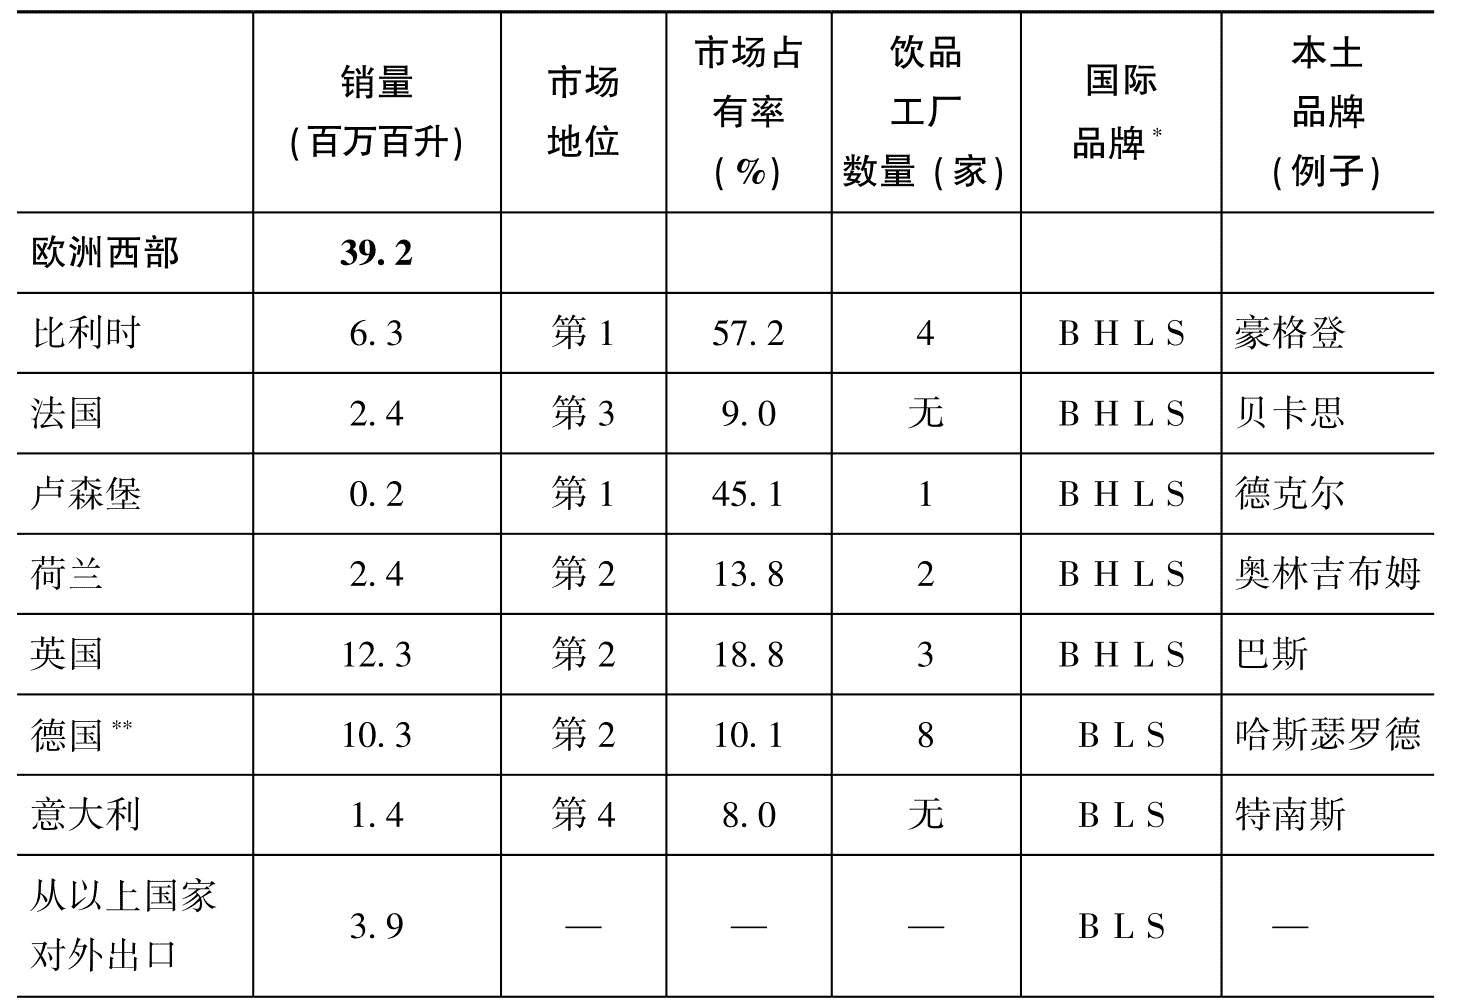 销量（百万百升） 市场地位 市场占有率（%） 饮品工厂数量（家） 国际品牌* 本土品牌（例子）
欧洲西部 39.2
比利时 6.3 第1 57.2 4 B H L S 豪格登
法国 2.4 第3 9.0 无 B H L S 贝卡思
卢森堡 0.2 第1 45.1 1 B H L S 德克尔
荷兰 2.4 第2 13.8 2 B H L S 奥林吉布姆
英国 12.3 第2 18.8 3 B H L S 巴斯
德国** 10.3 第2 10.1 8 B L S 哈斯瑟罗德
意大利 1.4 第4 8.0 无 B L S 特南斯
从以上国家对外出口 3.9 — — — B L S —